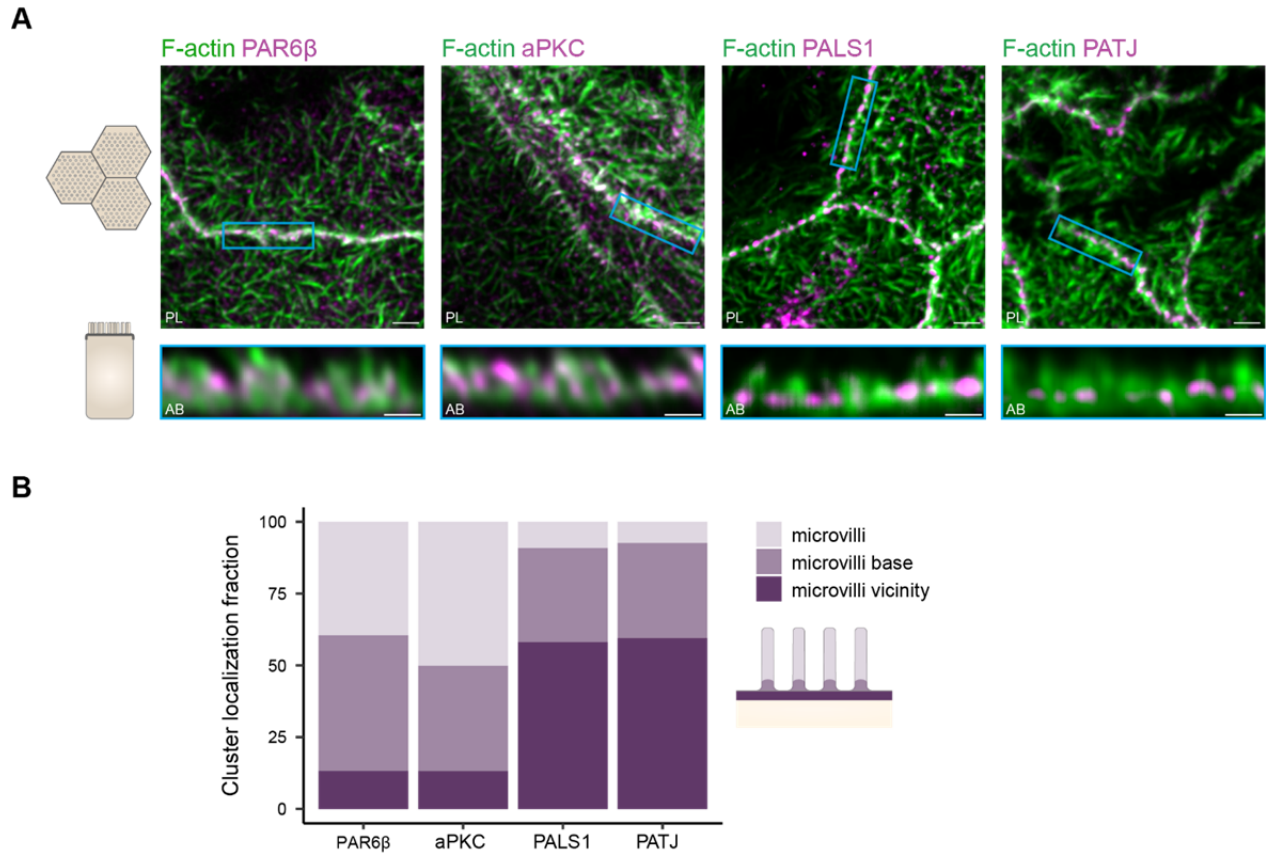 A
F-actin PAR6β
F-actin aPKC
F-actin PALS1
F-actin PATJ
PL
PL
PL
PL
AB
AB
AB
AB
B
Cluster localization fraction
100
75
50
25
0
PAR6β
aPKC
PALS1
PATJ
microvilli
microvilli base
microvilli vicinity